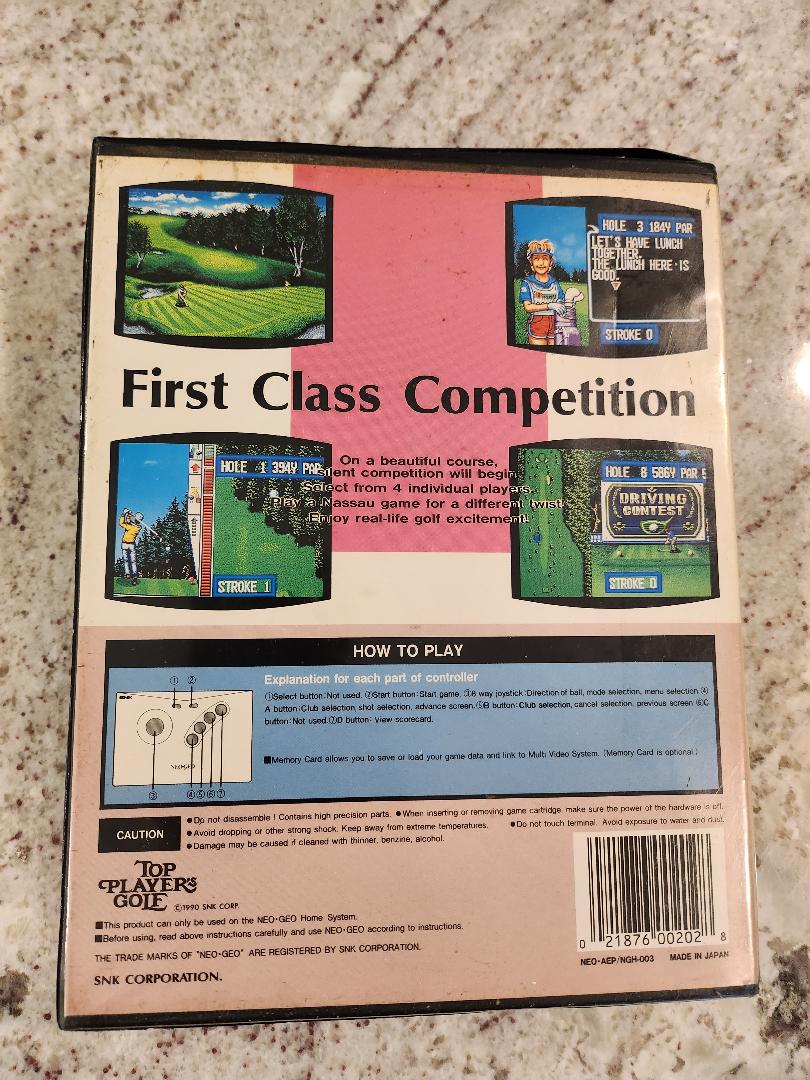 HOLE 3 184Y PAR
LET'S HAVE LUNCH
TOGETHER.
THE LUNCH HERE IS
GOOD.
STROKE 0
First Class Competition
HOLE 1 394Y PAR
STROKE 1
On a beautiful course,
silent competition will begin.
Select from 4 individual players.
Play a Nassau game for a different twist.
Enjoy real-life golf excitement!
HOLE 8 586Y PAR 5
DRIVING
CONTEST
STROKE 0
HOW TO PLAY
Explanation for each part of controller
①Select button:Not used. ②Start button:Start game. ③8 way joystick:Direction of ball, mode selection, menu selection ④
A button:Club selection, shot selection, advance screen. ⑤B button:Club selection, cancel selection, previous screen ⑥C
button:Not used. ⑦D button: View scorecard.
■Memory Card allows you to save or load your game data and link to Multi Video System. (Memory Card is optional.)
① ②
SNK
NEO•GEO
③ ④⑤⑥⑦
CAUTION
●Do not disassemble ! Contains high precision parts. ●When inserting or removing game cartridge, make sure the power of the hardware is off.
●Avoid dropping or other strong shock. Keep away from extreme temperatures. ●Do not touch terminal. Avoid exposure to water and dust.
●Damage may be caused if cleaned with thinner, benzine, alcohol.
TOP
PLAYER'S
GOLF
©1990 SNK CORP.
■This product can only be used on the NEO•GEO Home System.
■Before using, read above instructions carefully and use NEO•GEO according to instructions.
THE TRADE MARKS OF "NEO•GEO" ARE REGISTERED BY SNK CORPORATION.
SNK CORPORATION.
0 21876 00202 8
NEO•AEP/NGH-003 MADE IN JAPAN